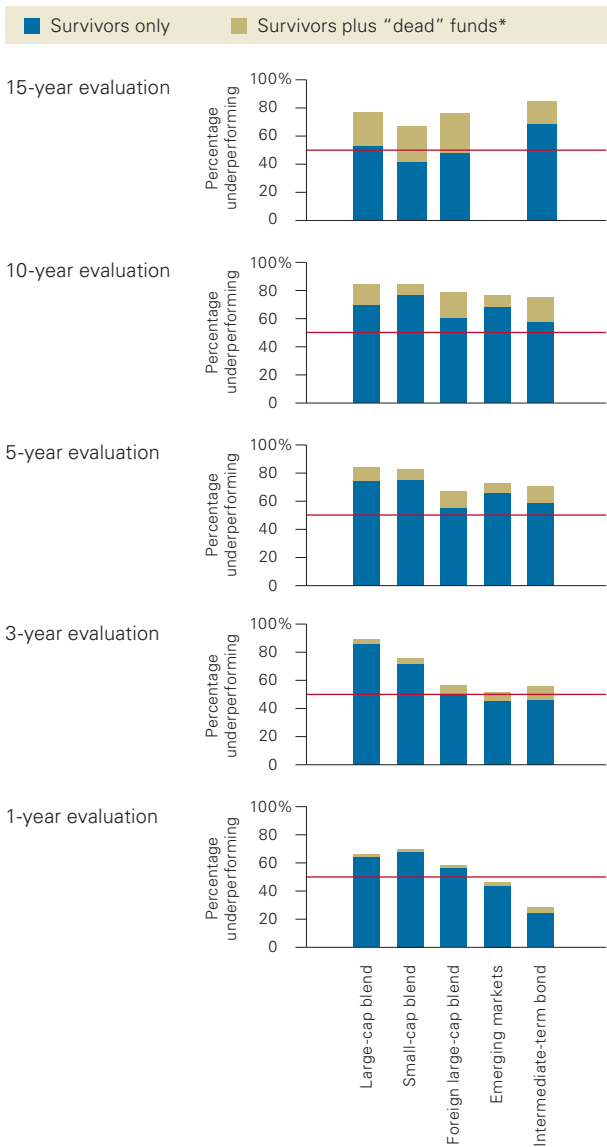 Survivors only
Survivors plus “dead” funds*
15-year evaluation
Percentage
underperforming
100%
80
60
40
20
0
10-year evaluation
Percentage
underperforming
100%
80
60
40
20
0
5-year evaluation
Percentage
underperforming
100%
80
60
40
20
0
3-year evaluation
Percentage
underperforming
100%
80
60
40
20
0
1-year evaluation
Percentage
underperforming
100%
80
60
40
20
0
Large-cap blend
Small-cap blend
Foreign large-cap blend
Emerging markets
Intermediate-term bond